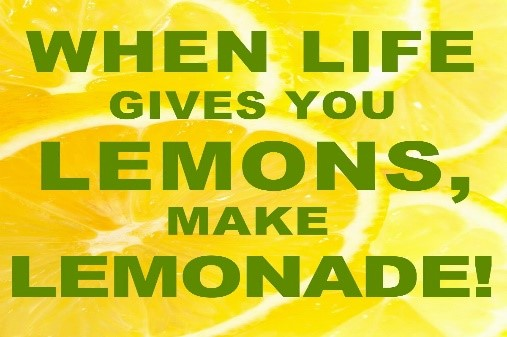 WHEN LIFE
GIVES YOU
LEMONS,
MAKE
LEMONADE!